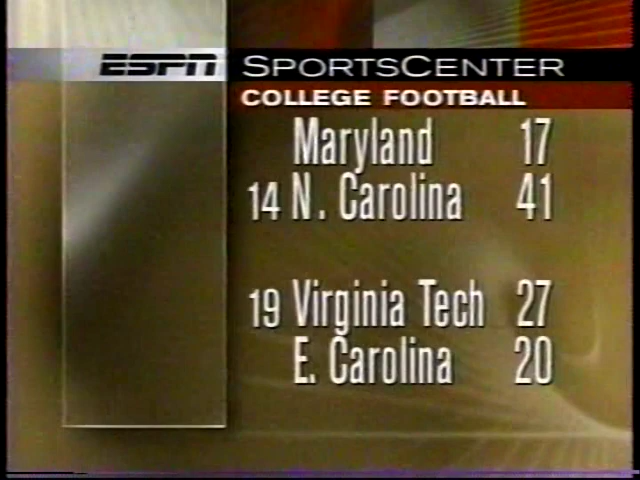 ESPN SPORTSCENTER
COLLEGE FOOTBALL
Maryland 17
14 N. Carolina 41
19 Virginia Tech 27
E. Carolina 20